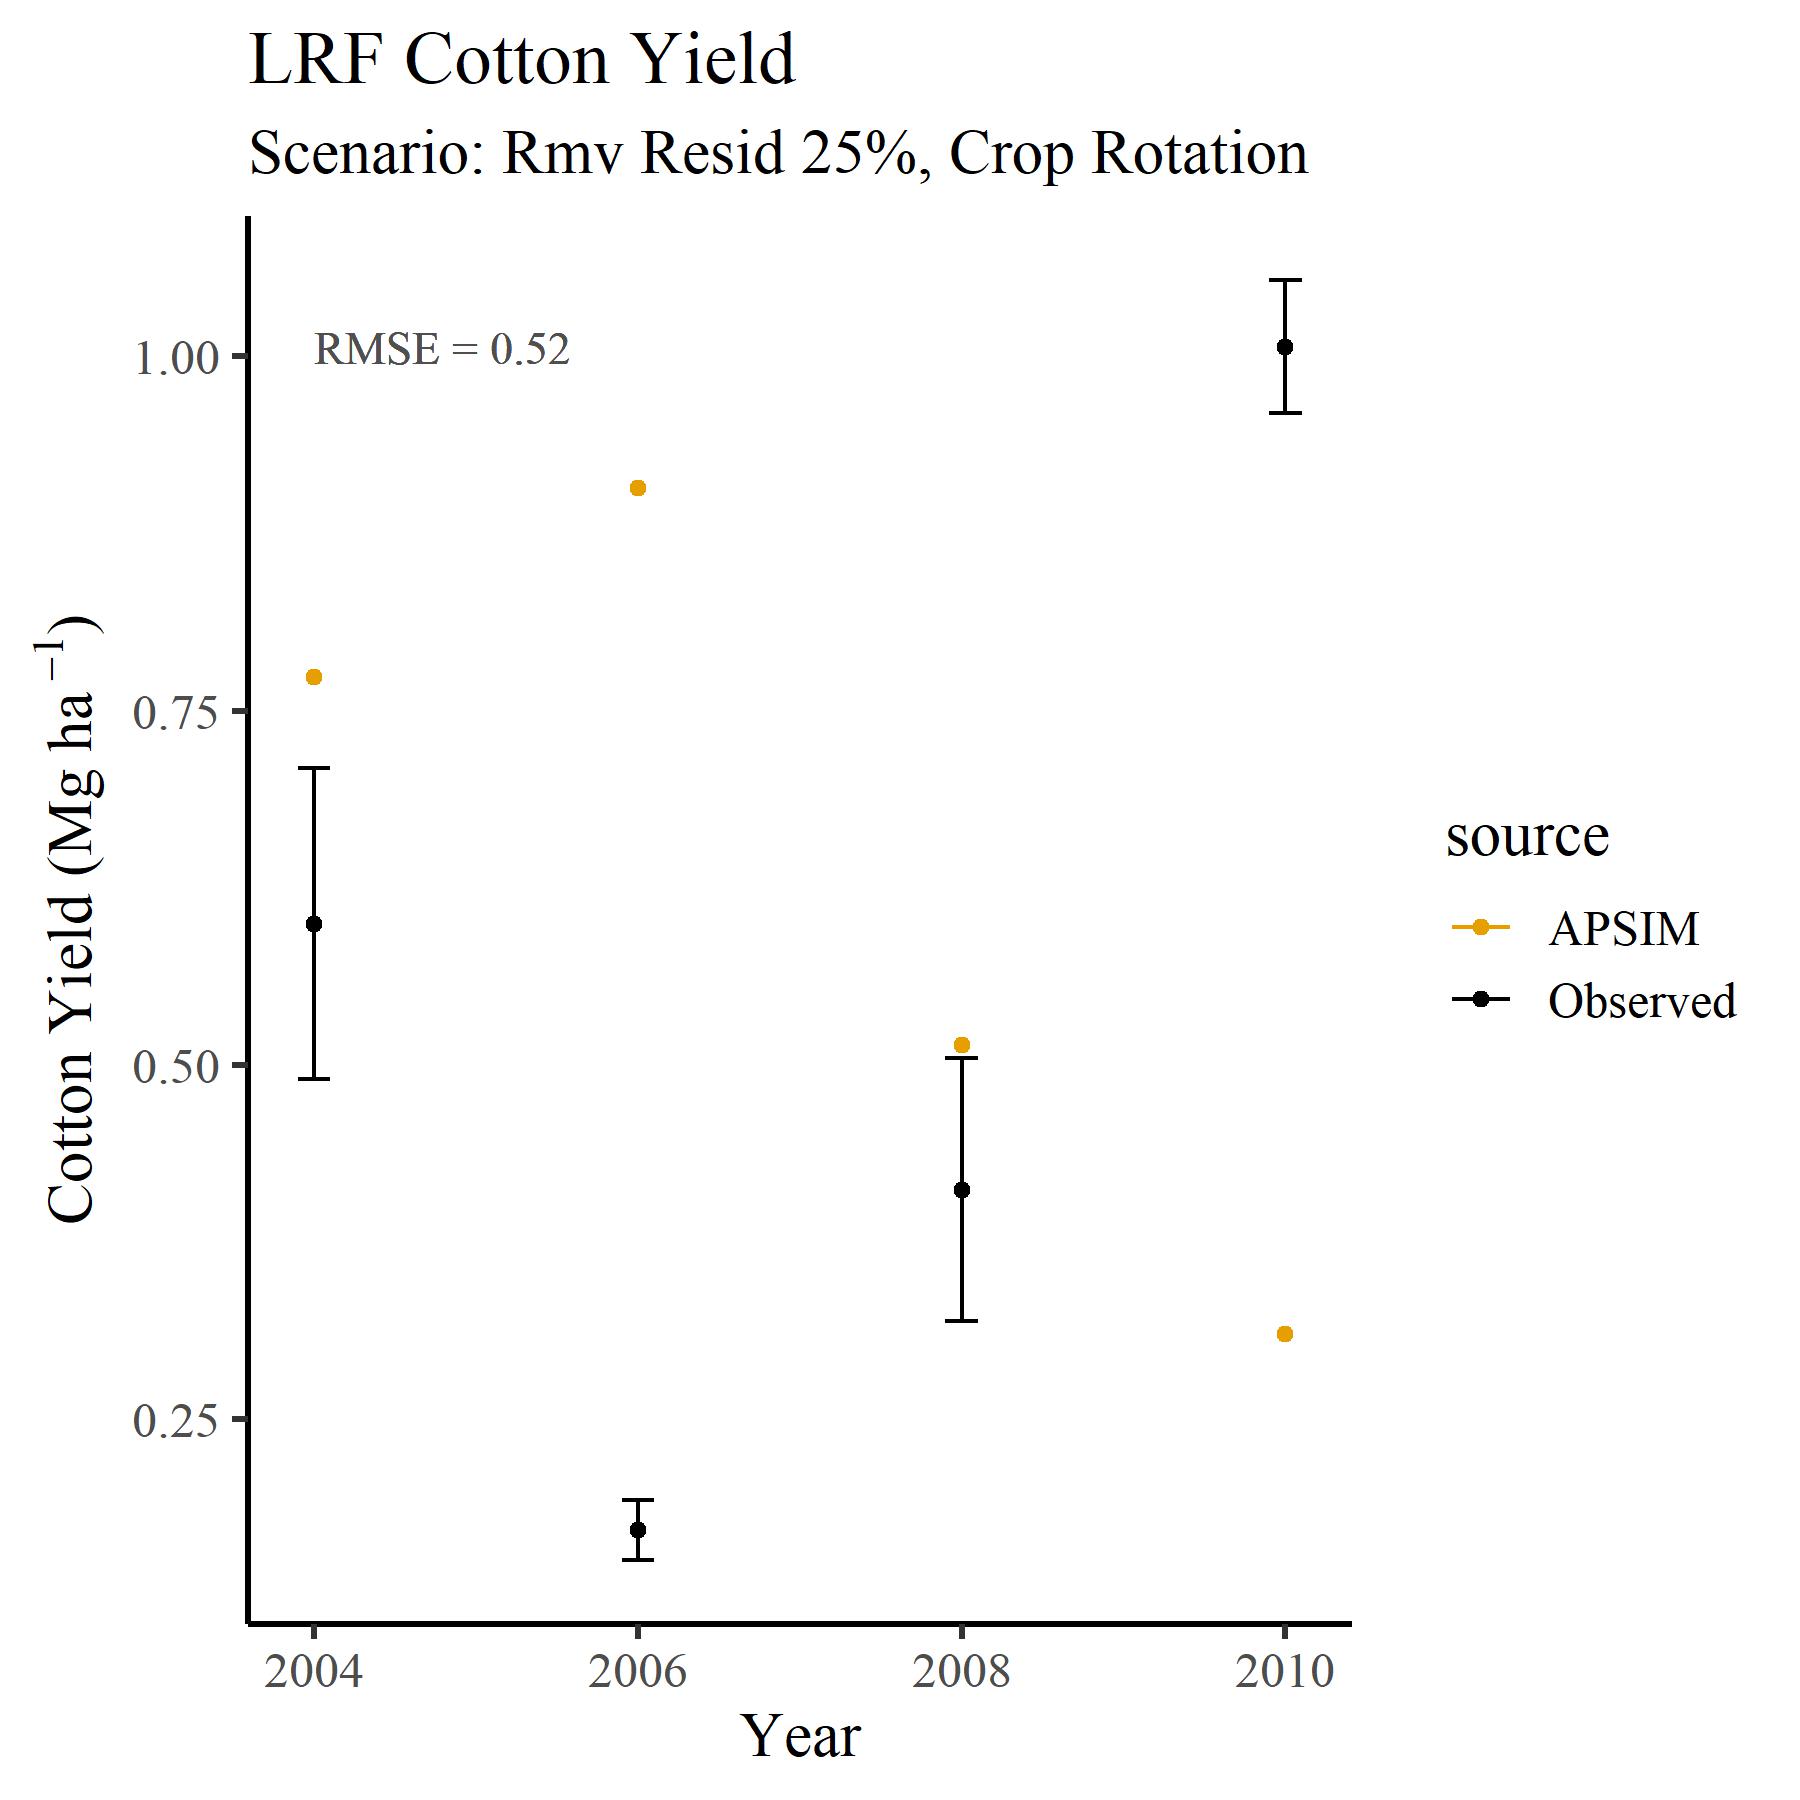 LRF Cotton Yield
Scenario: Rmv Resid 25%, Crop Rotation
Cotton Yield (Mg ha⁻¹)
1.00
0.75
0.50
0.25
RMSE = 0.52
2004 2006 2008 2010
Year
source
APSIM
Observed